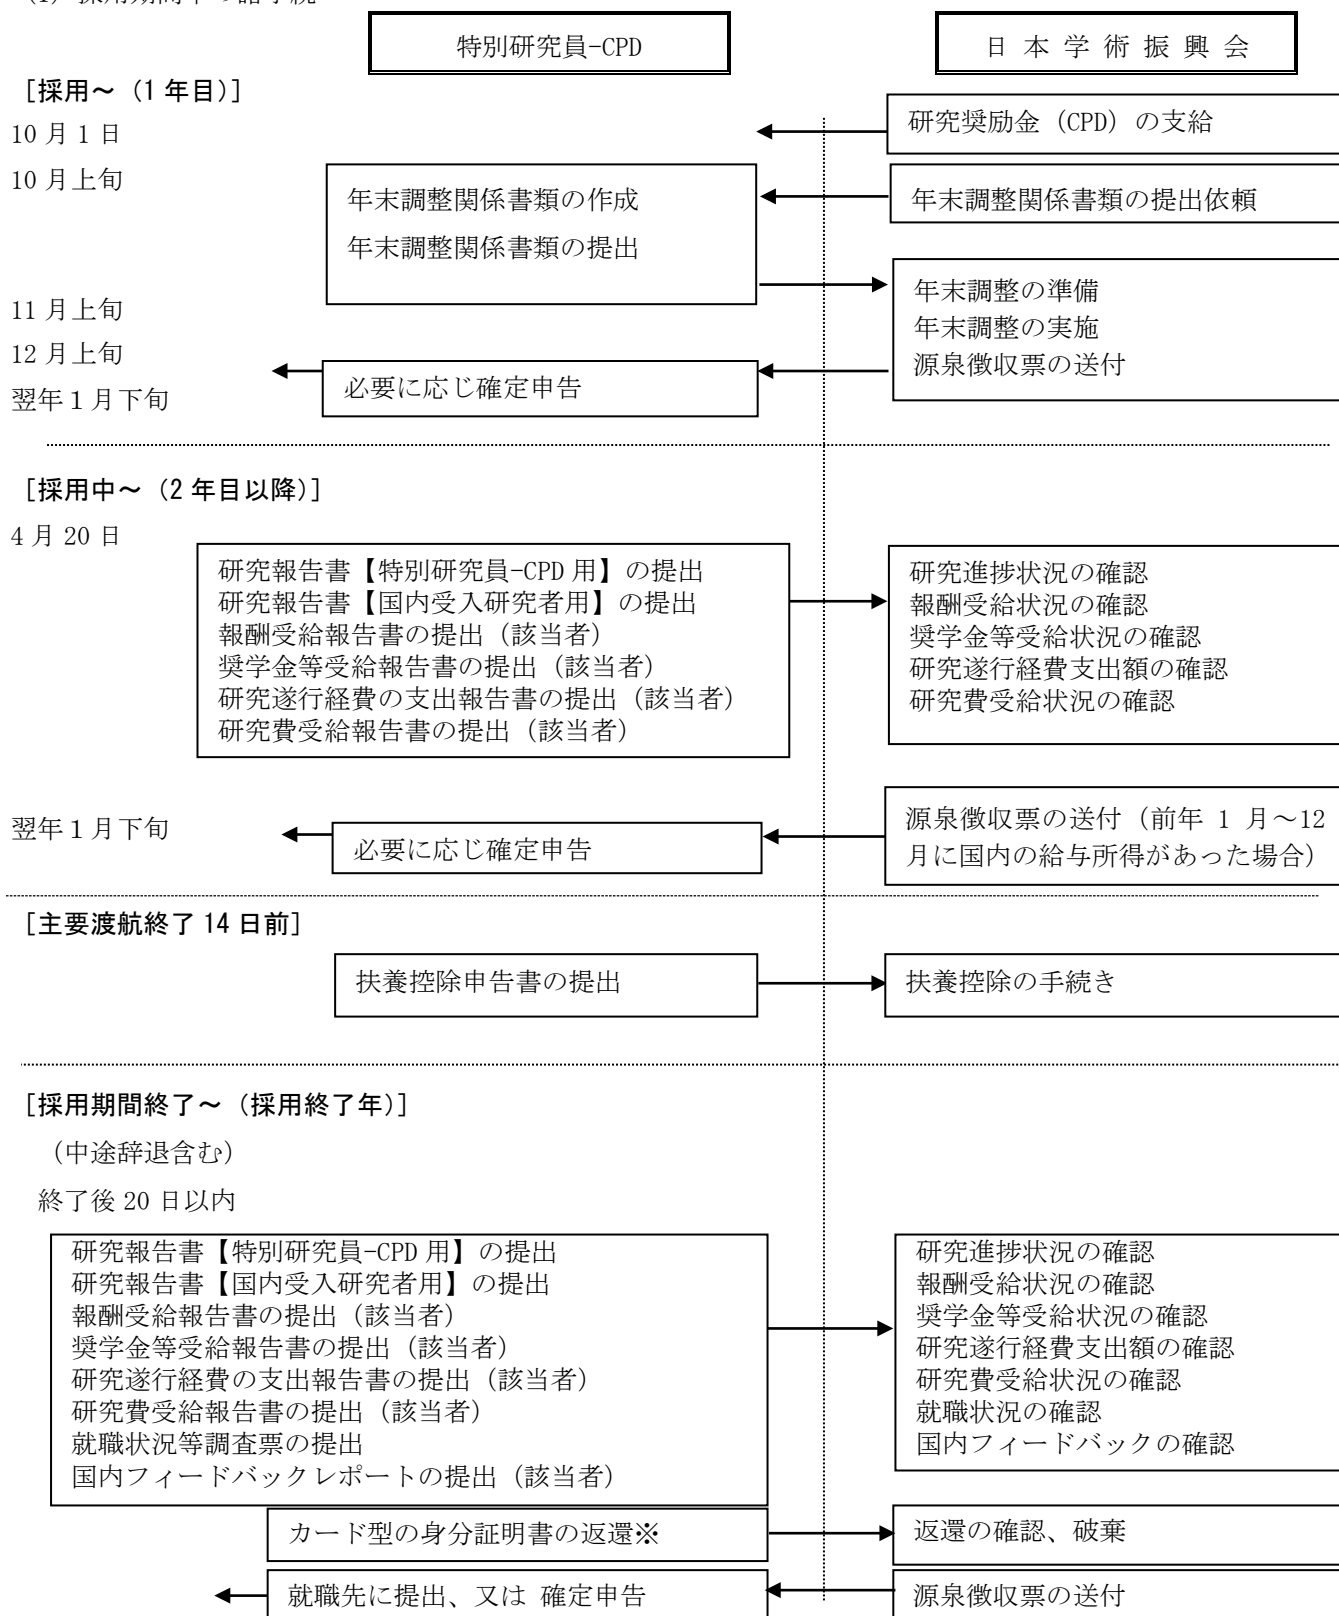 特別研究員-CPD
日本学術振興会
［採用～（1年目）］
10月1日
研究奨励金（CPD）の支給
10月上旬
年末調整関係書類の作成
年末調整関係書類の提出依頼
年末調整関係書類の提出
11月上旬
年末調整の準備
12月上旬
年末調整の実施
翌年1月下旬
必要に応じ確定申告
源泉徴収票の送付
［採用中～（2年目以降）］
4月20日
研究報告書【特別研究員-CPD用】の提出
研究報告書【国内受入研究者用】の提出
報酬受給報告書の提出（該当者）
奨学金等受給報告書の提出（該当者）
研究遂行経費の支出報告書の提出（該当者）
研究費受給報告書の提出（該当者）
研究進捗状況の確認
報酬受給状況の確認
奨学金等受給状況の確認
研究遂行経費支出額の確認
研究費受給状況の確認
翌年1月下旬
必要に応じ確定申告
源泉徴収票の送付（前年1月～12
月に国内の給与所得があった場合）
［主要渡航終了14日前］
扶養控除申告書の提出
扶養控除の手続き
［採用期間終了～（採用終了年）］
（中途辞退含む）
終了後20日以内
研究報告書【特別研究員-CPD用】の提出
研究報告書【国内受入研究者用】の提出
報酬受給報告書の提出（該当者）
奨学金等受給報告書の提出（該当者）
研究遂行経費の支出報告書の提出（該当者）
研究費受給報告書の提出（該当者）
就職状況等調査票の提出
国内フィードバックレポートの提出（該当者）
研究進捗状況の確認
報酬受給状況の確認
奨学金等受給状況の確認
研究遂行経費支出額の確認
研究費受給状況の確認
就職状況の確認
国内フィードバックの確認
カード型の身分証明書の返還※
返還の確認、破棄
就職先に提出、又は 確定申告
源泉徴収票の送付